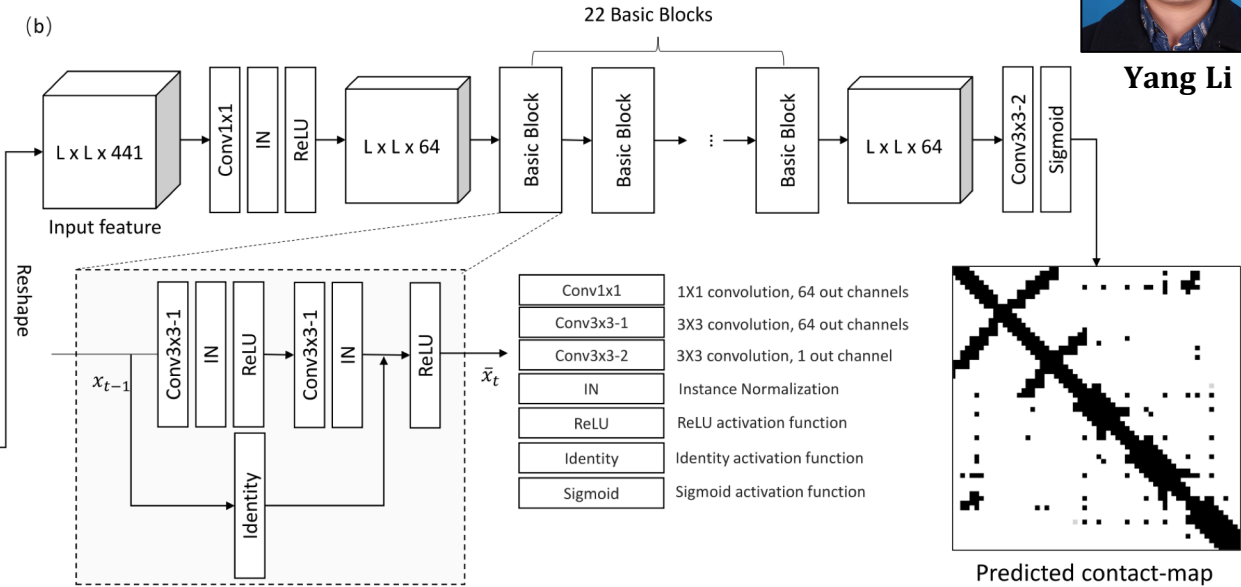 22 Basic Blocks
(b)
Yang Li
L x L x 441
Conv1x1
IN
ReLU
L x L x 64
Basic Block
Basic Block
...
Basic Block
L x L x 64
Conv3x3-2
Sigmoid
Input feature
Reshape
x_{t-1}
Conv3x3-1
IN
ReLU
Conv3x3-1
IN
ReLU
x̄_t
Identity
Conv1x1 1X1 convolution, 64 out channels
Conv3x3-1 3X3 convolution, 64 out channels
Conv3x3-2 3X3 convolution, 1 out channel
IN Instance Normalization
ReLU ReLU activation function
Identity Identity activation function
Sigmoid Sigmoid activation function
Predicted contact-map